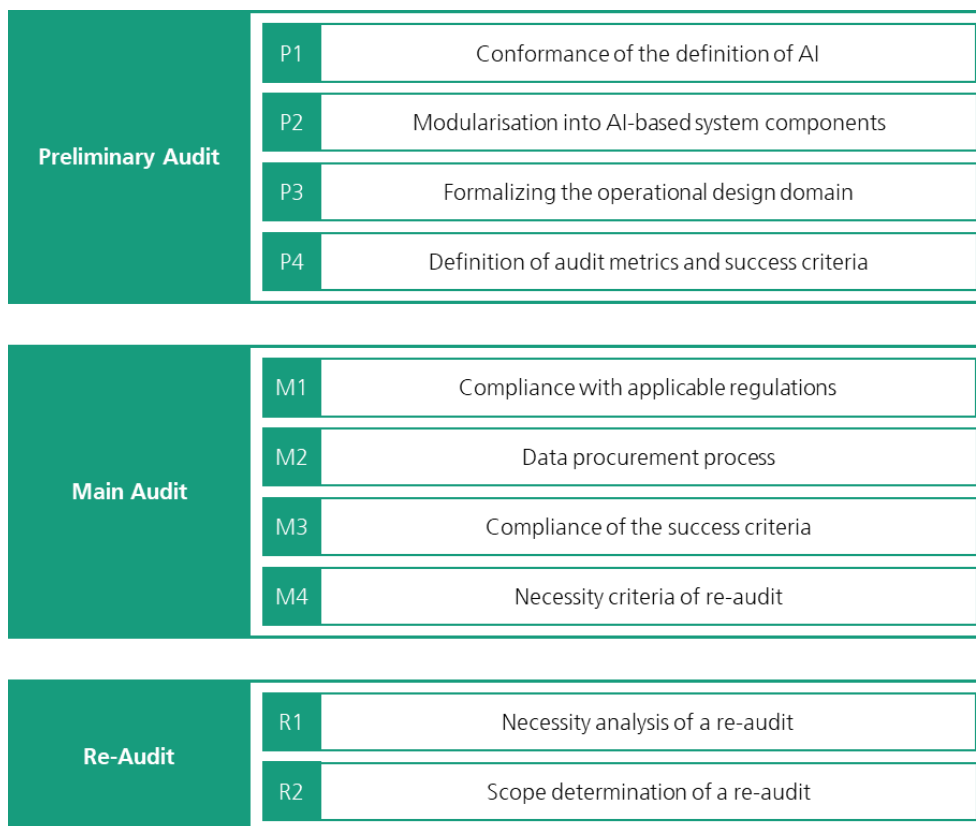 Preliminary Audit
P1 Conformance of the definition of AI
P2 Modularisation into AI-based system components
P3 Formalizing the operational design domain
P4 Definition of audit metrics and success criteria
Main Audit
M1 Compliance with applicable regulations
M2 Data procurement process
M3 Compliance of the success criteria
M4 Necessity criteria of re-audit
Re-Audit
R1 Necessity analysis of a re-audit
R2 Scope determination of a re-audit